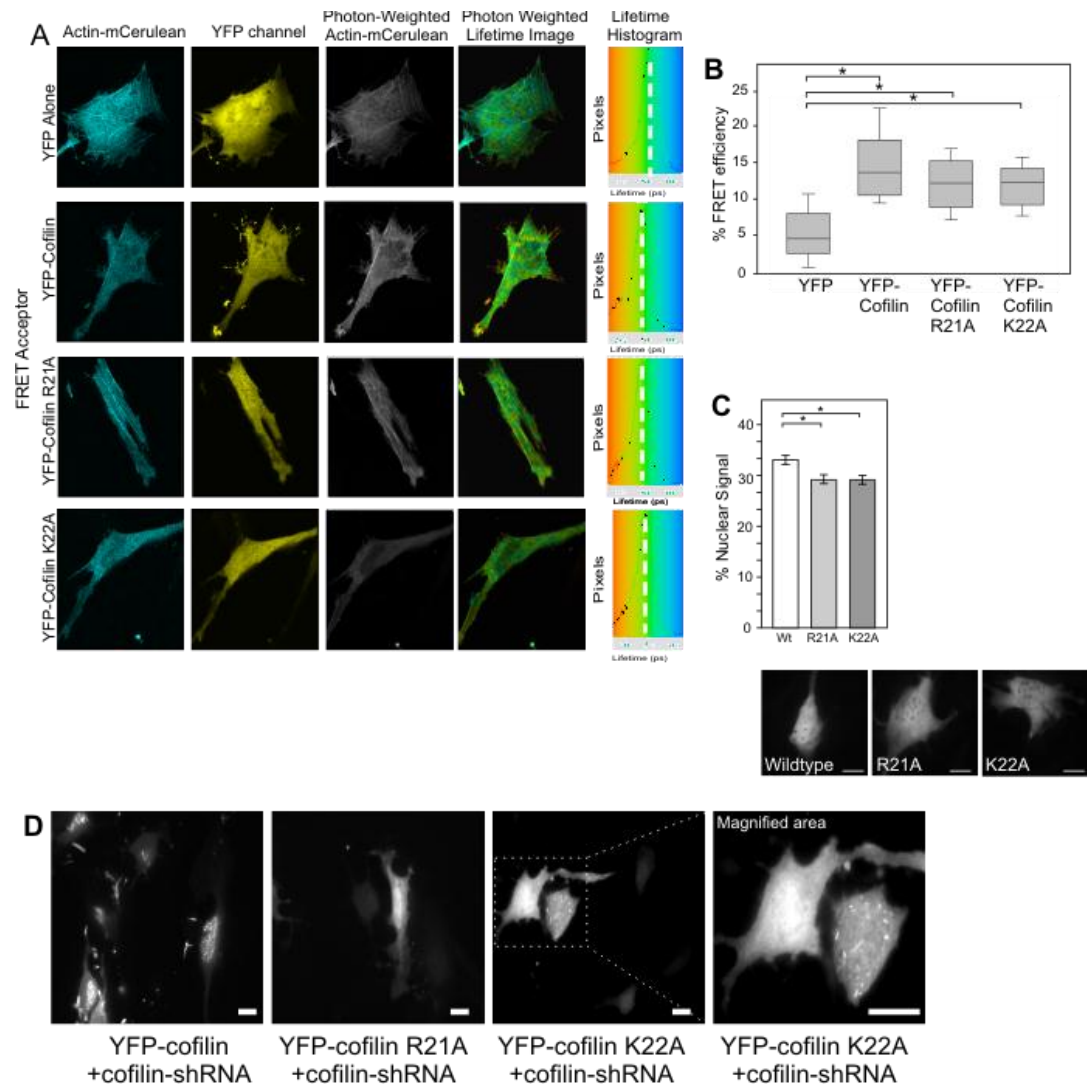 A
Actin-mCerulean
YFP channel
Photon-Weighted
Actin-mCerulean
Photon Weighted
Lifetime Image
Lifetime
Histogram
FRET Acceptor
YFP Alone
Pixels
Lifetime (ps)
YFP-Cofilin
Pixels
Lifetime (ps)
YFP-Cofilin R21A
Pixels
Lifetime (ps)
YFP-Cofilin K22A
Pixels
Lifetime (ps)
B
% FRET efficiency
25
20
15
10
5
0
*
*
*
YFP
YFP-
Cofilin
YFP-
Cofilin
R21A
YFP-
Cofilin
K22A
C
% Nuclear Signal
40
30
20
10
0
*
*
Wt
R21A
K22A
Wildtype
R21A
K22A
D
Magnified area
YFP-cofilin
+cofilin-shRNA
YFP-cofilin R21A
+cofilin-shRNA
YFP-cofilin K22A
+cofilin-shRNA
YFP-cofilin K22A
+cofilin-shRNA